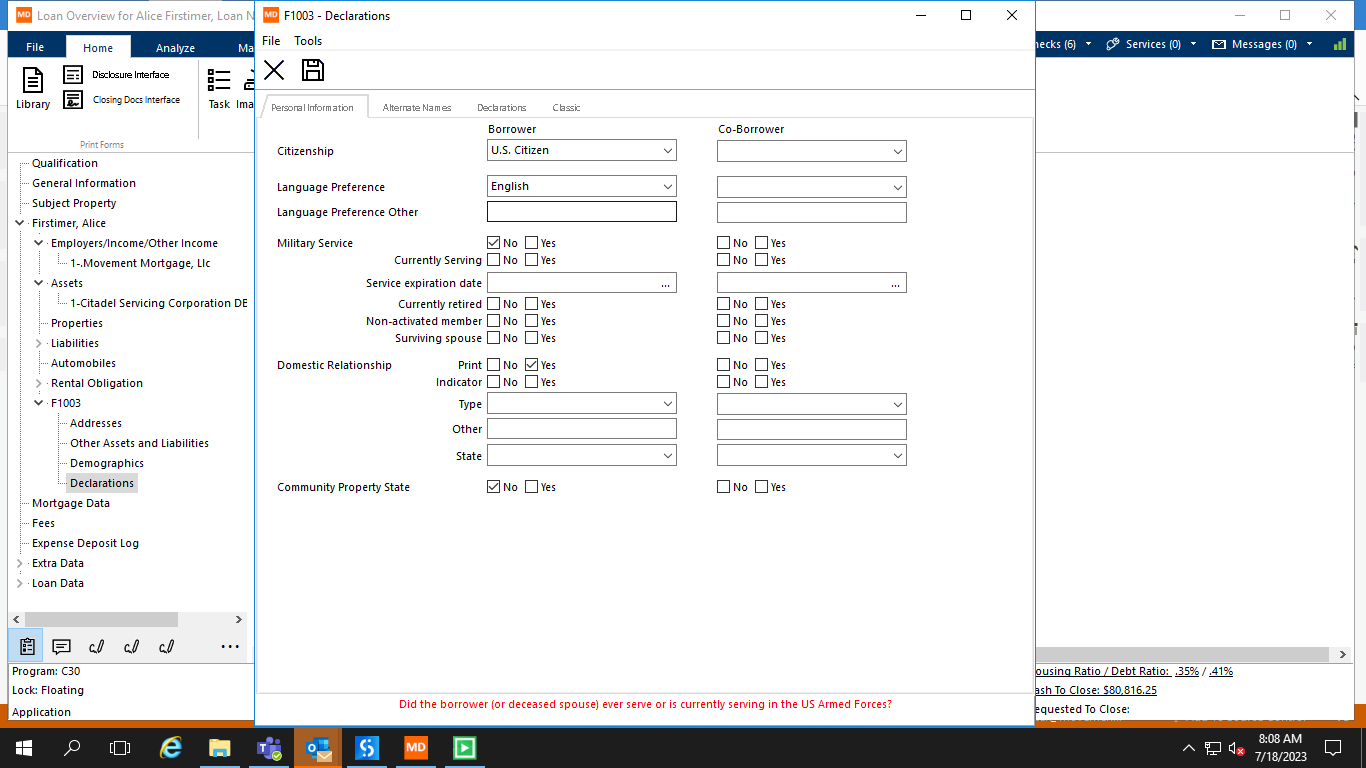 MD Loan Overview for Alice Firstimer, Loan N
MD F1003 - Declarations
File Home Analyze Ma
File Tools
hecks (6) Services (0) Messages (0)
Library
Disclosure Interface
Closing Docs Interface
Task Ima
Print Forms
Personal Information Alternate Names Declarations Classic
Borrower Co-Borrower
Citizenship U.S. Citizen
Language Preference English
Language Preference Other
Military Service No Yes No Yes
Currently Serving No Yes No Yes
Service expiration date ... ...
Currently retired No Yes No Yes
Non-activated member No Yes No Yes
Surviving spouse No Yes No Yes
Domestic Relationship Print No Yes No Yes
Indicator No Yes No Yes
Type
Other
State
Community Property State No Yes No Yes
Qualification
General Information
Subject Property
Firstimer, Alice
Employers/Income/Other Income
1-.Movement Mortgage, Llc
Assets
1-Citadel Servicing Corporation DE
Properties
Liabilities
Automobiles
Rental Obligation
F1003
Addresses
Other Assets and Liabilities
Demographics
Declarations
Mortgage Data
Fees
Expense Deposit Log
Extra Data
Loan Data
Program: C30
Lock: Floating
Application
Did the borrower (or deceased spouse) ever serve or is currently serving in the US Armed Forces?
ousing Ratio / Debt Ratio: .35% / .41%
ash To Close: $80,816.25
equested To Close:
MD
8:08 AM
7/18/2023